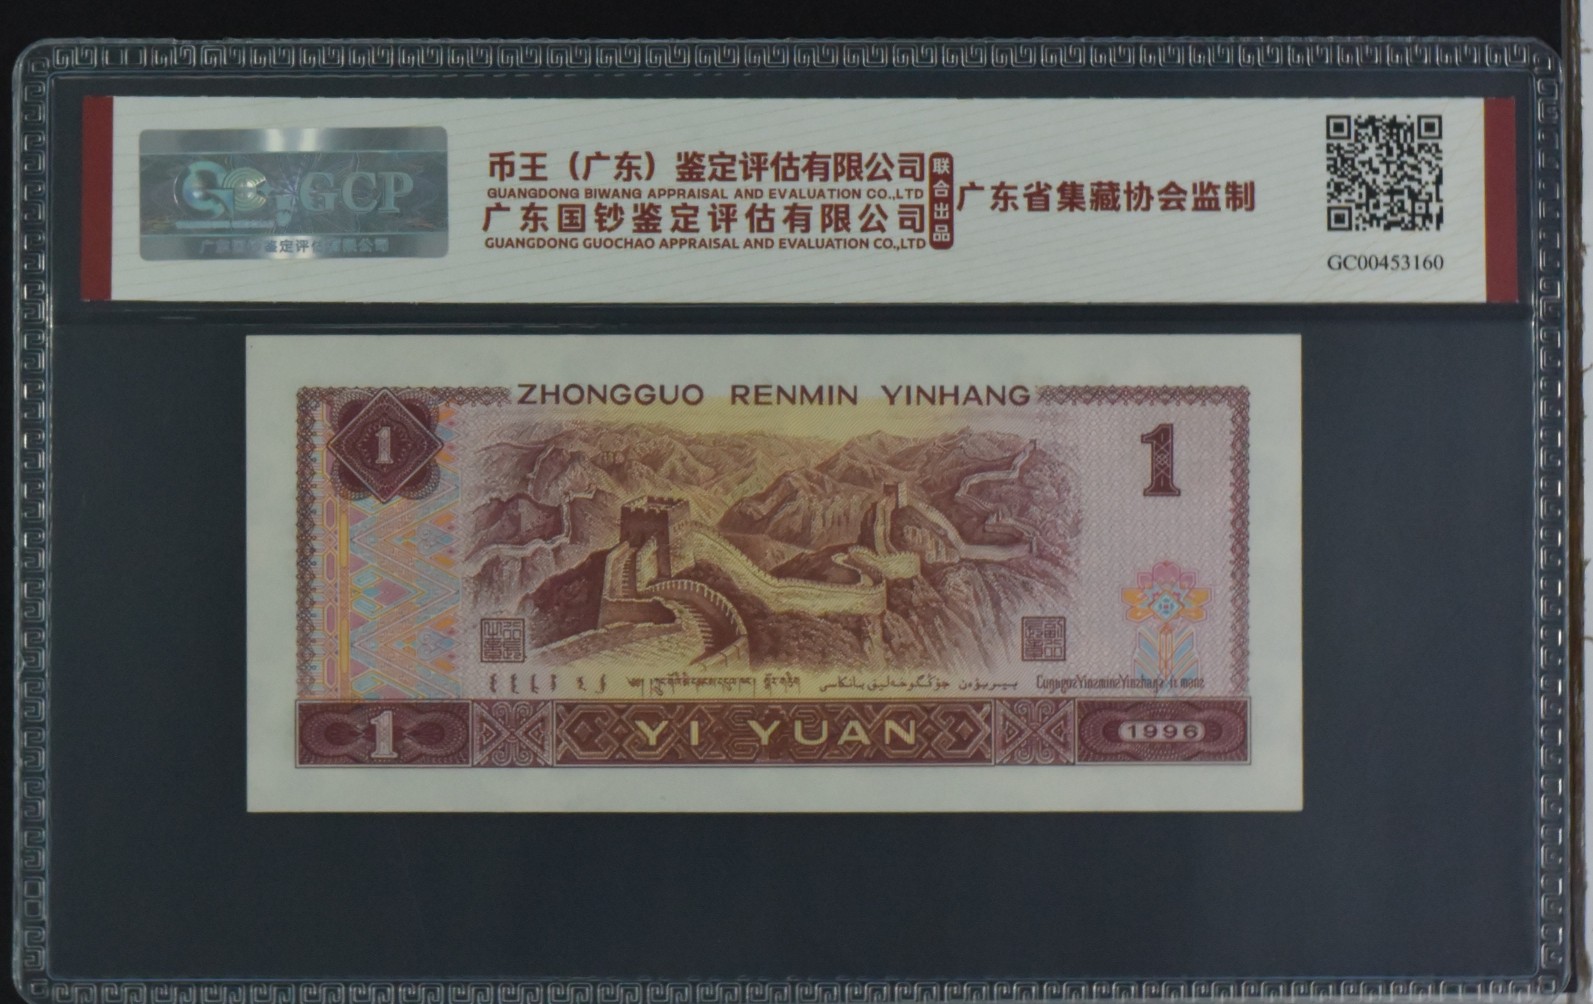 GCP
币王（广东）鉴定评估有限公司
GUANGDONG BIWANG APPRAISAL AND EVALUATION CO.,LTD
广东国钞鉴定评估有限公司
GUANGDONG GUOCHAO APPRAISAL AND EVALUATION CO.,LTD
联合出品
广东省集藏协会监制
GC00453160
ZHONGGUO RENMIN YINHANG
1
1
1
YI YUAN
1996